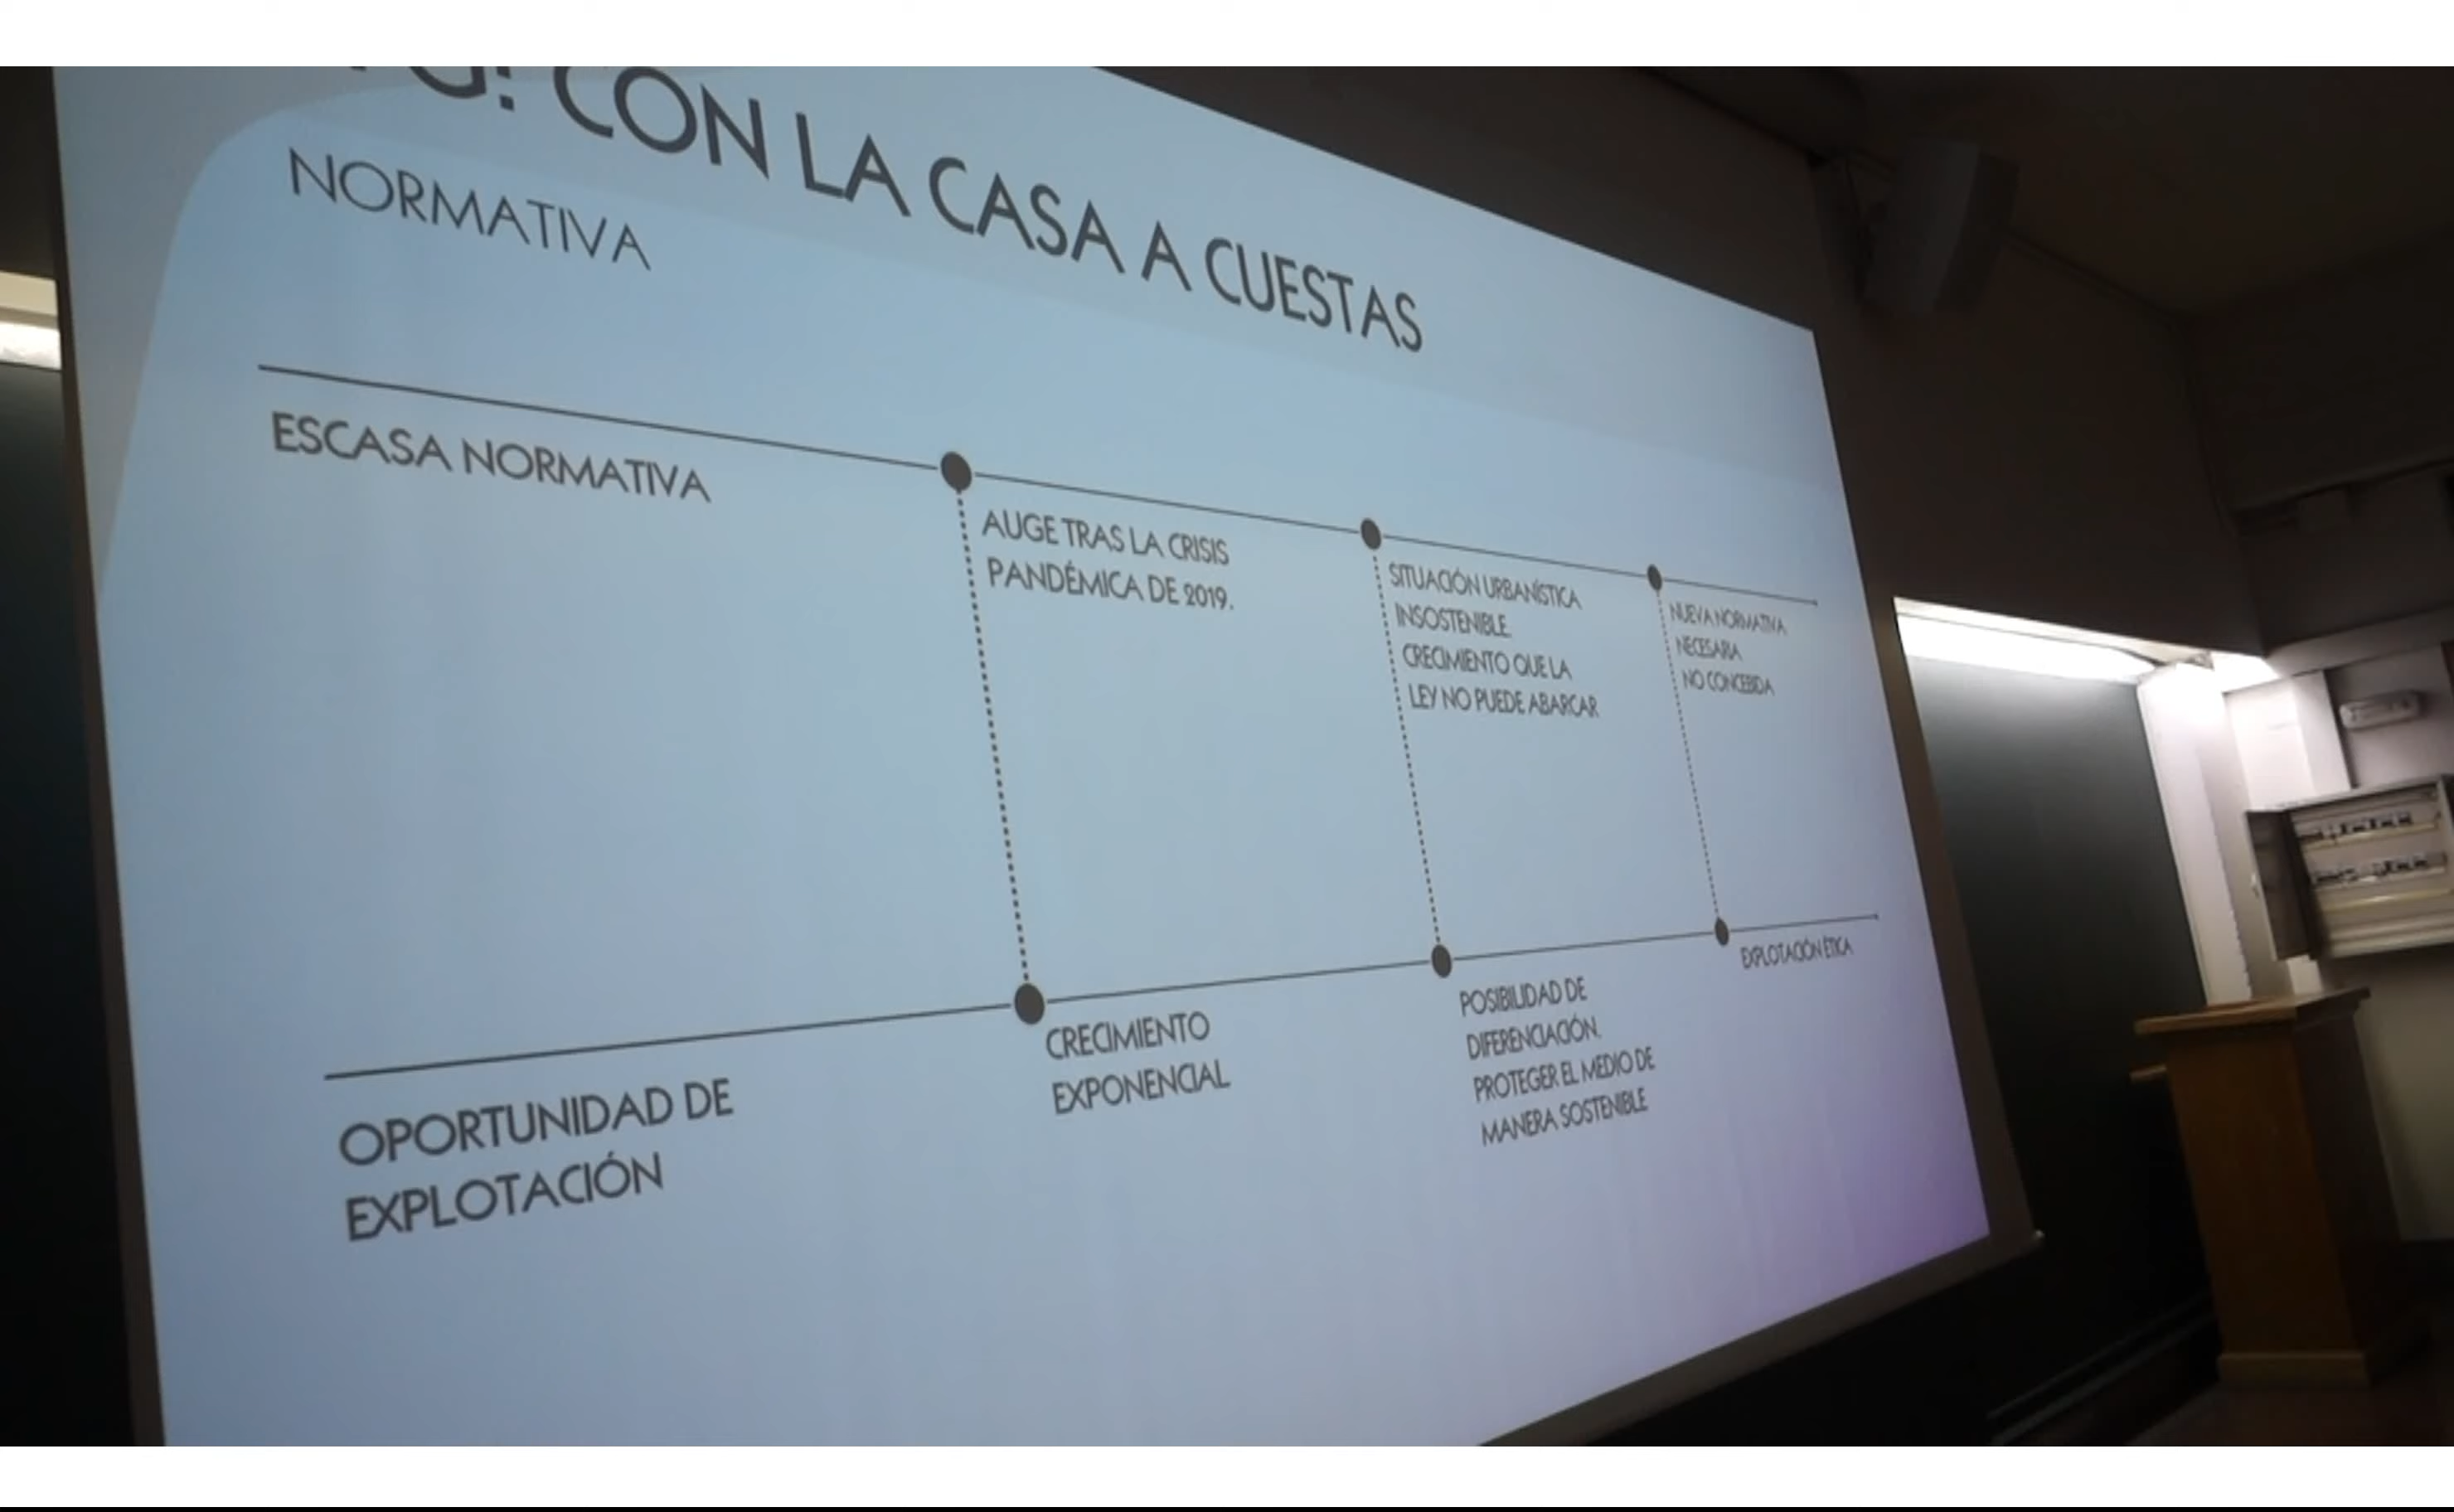 : CON LA CASA A CUESTAS
NORMATIVA
ESCASA NORMATIVA
AUGE TRAS LA CRISIS
PANDÉMICA DE 2019.
SITUACIÓN URBANÍSTICA
INSOSTENIBLE.
CRECIMIENTO QUE LA
LEY NO PUEDE ABARCAR
NUEVA NORMATIVA
NECESARIA
NO CONCEBIDA
OPORTUNIDAD DE
EXPLOTACIÓN
CRECIMIENTO
EXPONENCIAL
POSIBILIDAD DE
DIFERENCIACIÓN.
PROTEGER EL MEDIO DE
MANERA SOSTENIBLE
EXPLOTACIÓN ÉTICA